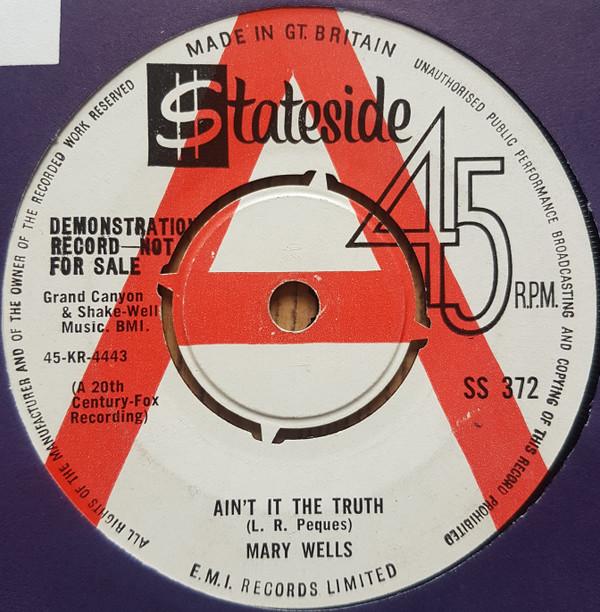 MADE IN GT. BRITAIN
UNAUTHORISED PUBLIC PERFORMANCE BROADCASTING AND COPYING OF THIS RECORD PROHIBITED
ALL RIGHTS OF THE MANUFACTURER AND OF THE OWNER OF THE RECORDED WORK RESERVED
Stateside
45
R.P.M.
DEMONSTRATION
RECORD—NOT
FOR SALE
Grand Canyon
& Shake-Well
Music. BMI.
45-KR-4443
(A 20th
Century-Fox
Recording)
A
SS 372
AIN'T IT THE TRUTH
(L. R. Peques)
MARY WELLS
E.M.I. RECORDS LIMITED